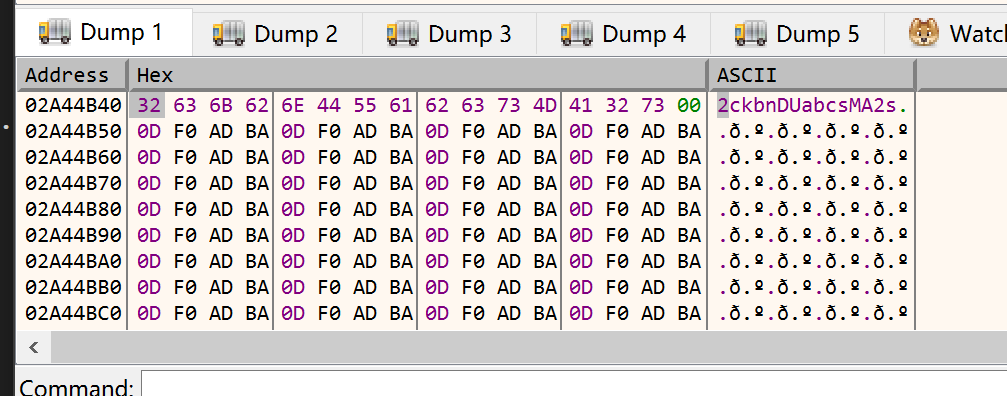 Dump 1 Dump 2 Dump 3 Dump 4 Dump 5 Watch
Address Hex ASCII
02A44B40 32 63 6B 62 6E 44 55 61 62 63 73 4D 41 32 73 00 2ckbnDUabcsMA2s.
02A44B50 0D F0 AD BA 0D F0 AD BA 0D F0 AD BA 0D F0 AD BA .ð.º.ð.º.ð.º.ð.º
02A44B60 0D F0 AD BA 0D F0 AD BA 0D F0 AD BA 0D F0 AD BA .ð.º.ð.º.ð.º.ð.º
02A44B70 0D F0 AD BA 0D F0 AD BA 0D F0 AD BA 0D F0 AD BA .ð.º.ð.º.ð.º.ð.º
02A44B80 0D F0 AD BA 0D F0 AD BA 0D F0 AD BA 0D F0 AD BA .ð.º.ð.º.ð.º.ð.º
02A44B90 0D F0 AD BA 0D F0 AD BA 0D F0 AD BA 0D F0 AD BA .ð.º.ð.º.ð.º.ð.º
02A44BA0 0D F0 AD BA 0D F0 AD BA 0D F0 AD BA 0D F0 AD BA .ð.º.ð.º.ð.º.ð.º
02A44BB0 0D F0 AD BA 0D F0 AD BA 0D F0 AD BA 0D F0 AD BA .ð.º.ð.º.ð.º.ð.º
02A44BC0 0D F0 AD BA 0D F0 AD BA 0D F0 AD BA 0D F0 AD BA .ð.º.ð.º.ð.º.ð.º
Command: